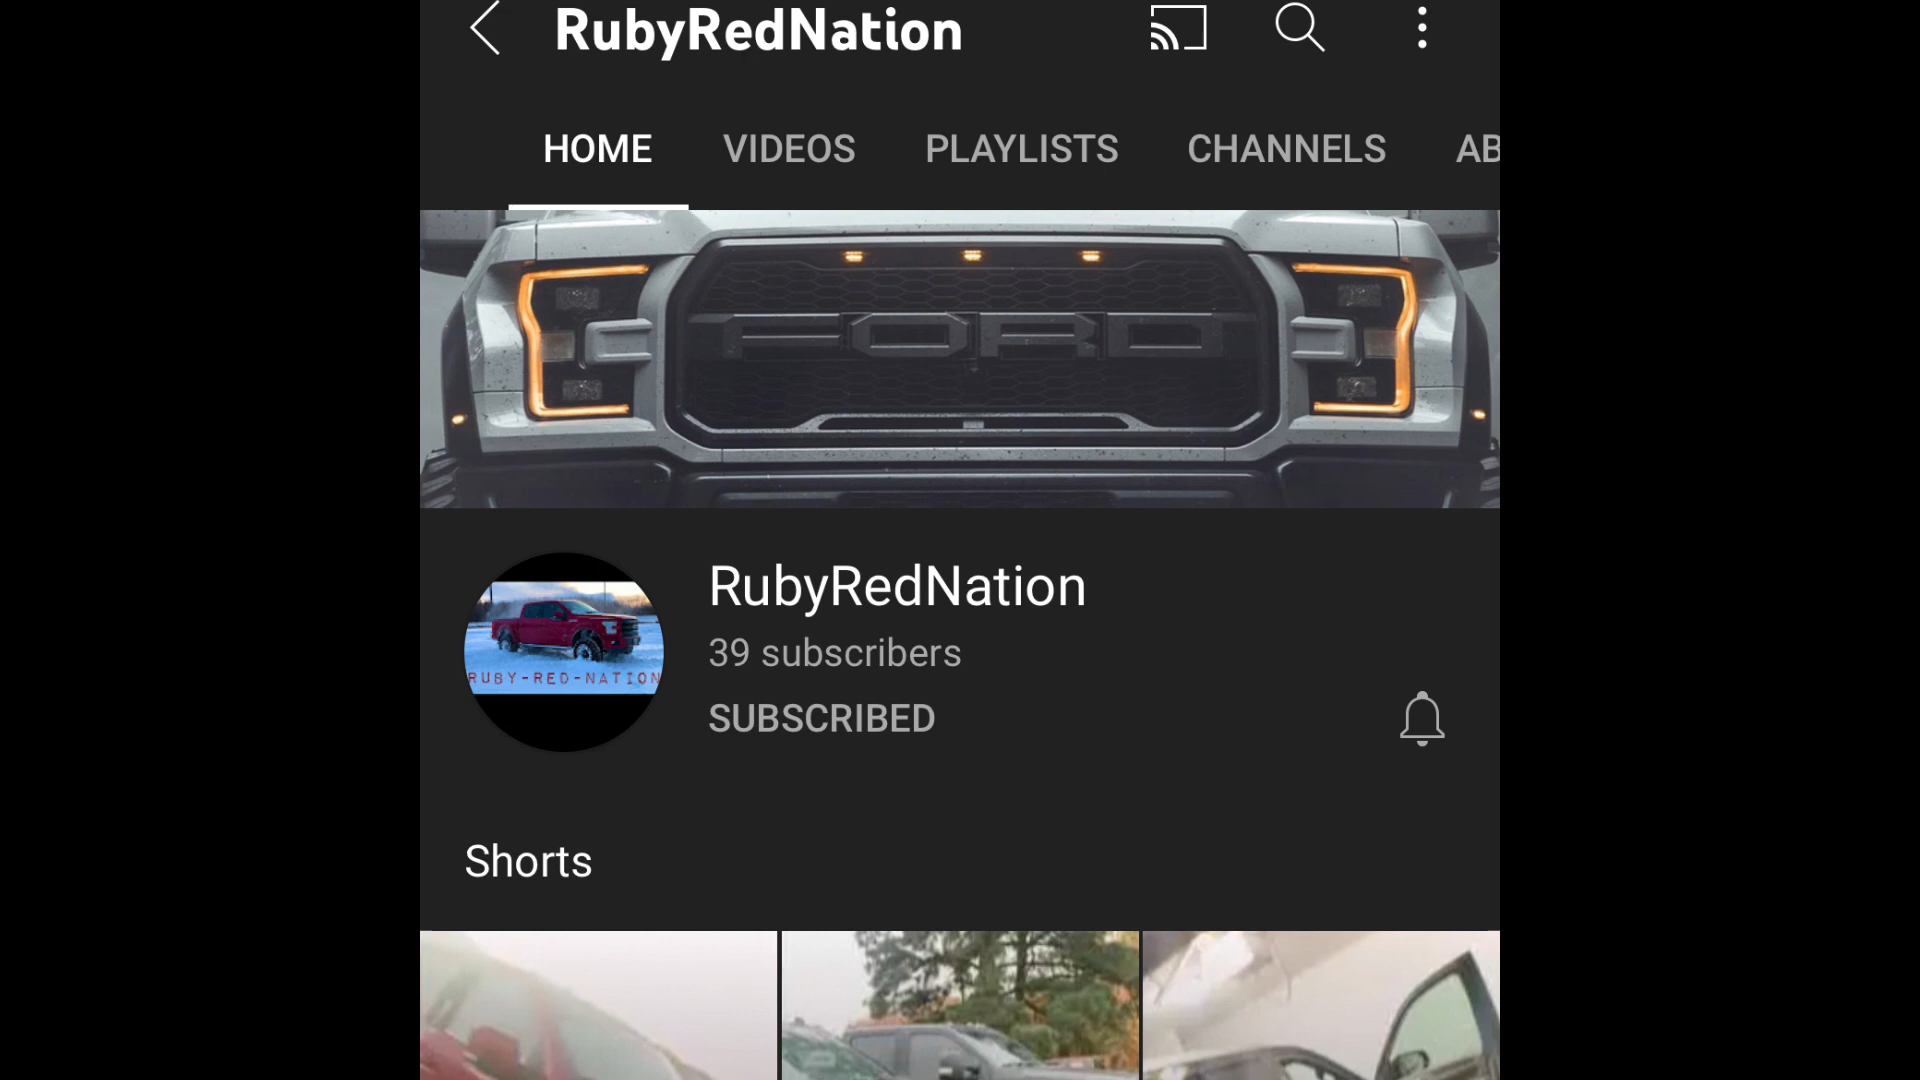 RubyRedNation
HOME VIDEOS PLAYLISTS CHANNELS AB
FORD
RUBY-RED-NATION
RubyRedNation
39 subscribers
SUBSCRIBED
Shorts